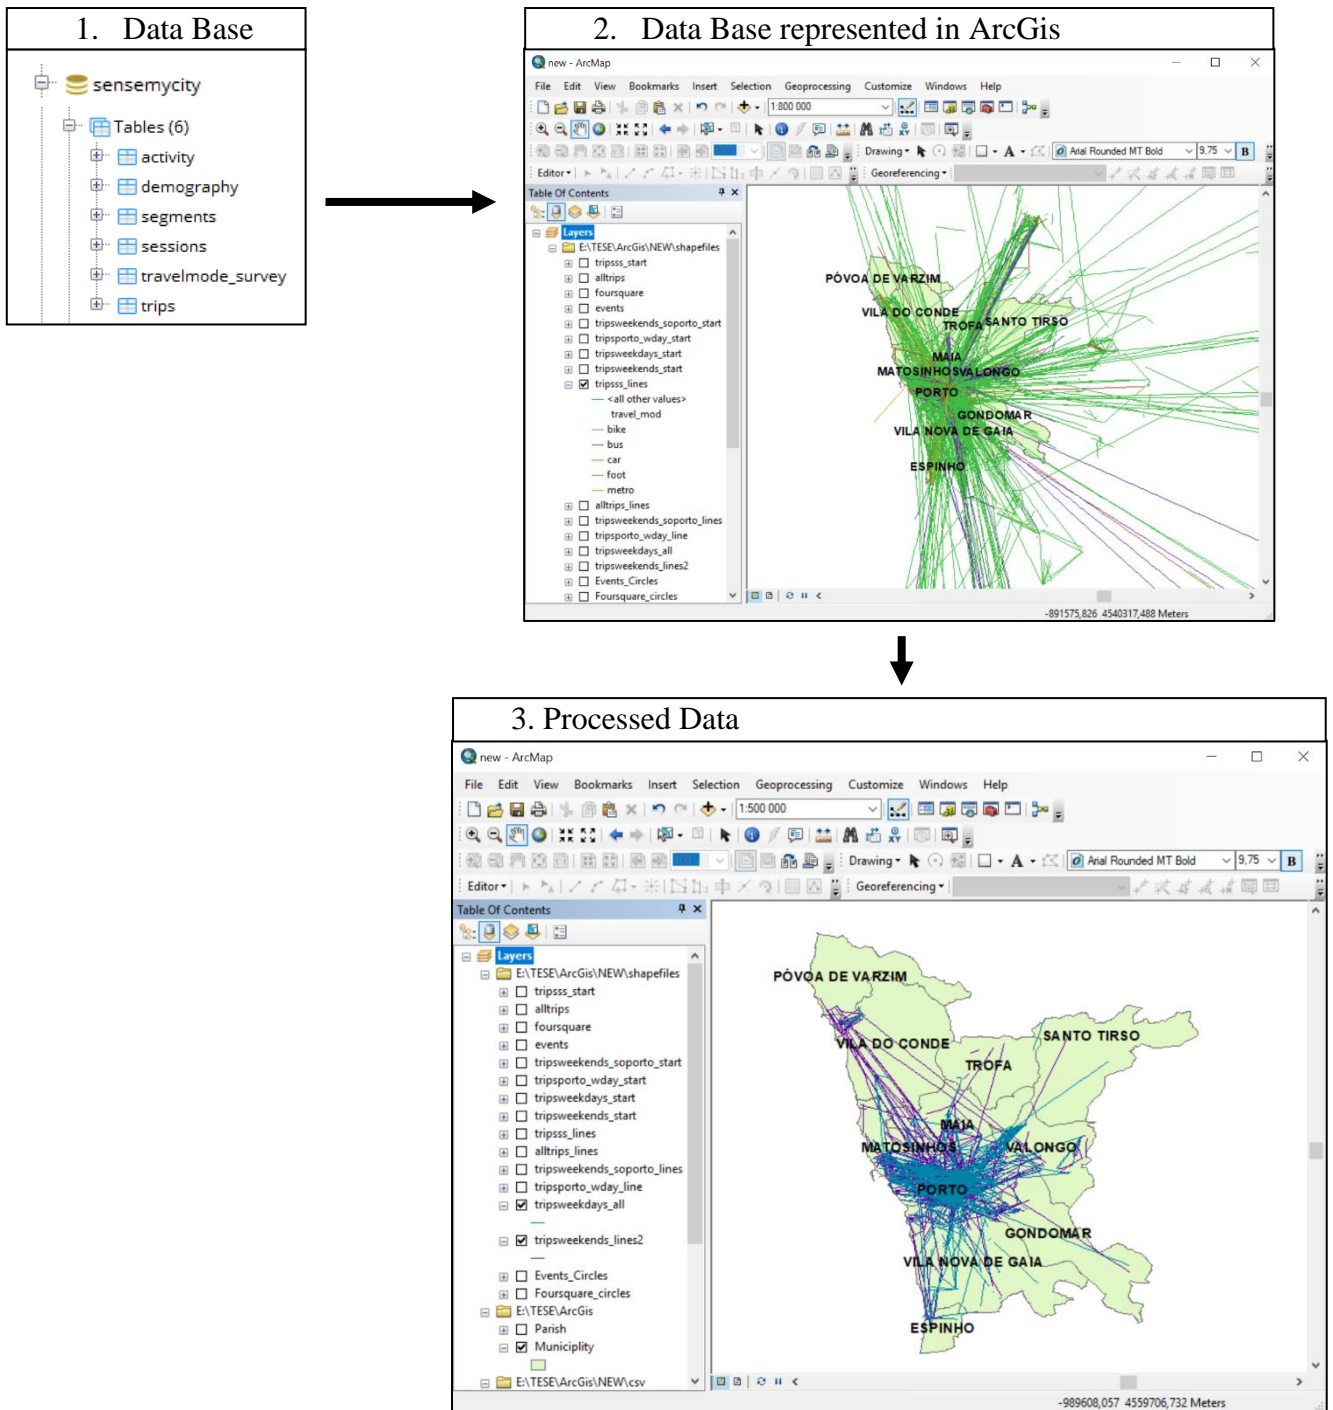 1. Data Base
sensemycity
Tables (6)
activity
demography
segments
sessions
travelmode_survey
trips
2. Data Base represented in ArcGis
new - ArcMap
File Edit View Bookmarks Insert Selection Geoprocessing Customize Windows Help
1:800 000
Drawing A Arial Rounded MT Bold 9,75 B
Editor Georeferencing
Table Of Contents
Layers
E:\TESE\ArcGis\NEW\shapefiles
tripsss_start
alltrips
foursquare
events
tripsweekends_soporto_start
tripsporto_wday_start
tripsweekdays_start
tripsweekends_start
tripsss_lines
<all other values>
travel_mod
bike
bus
car
foot
metro
alltrips_lines
tripsweekends_soporto_lines
tripsporto_wday_line
tripsweekdays_all
tripsweekends_lines2
Events_Circles
Foursquare_circles
PÓVOA DE VARZIM
VILA DO CONDE
TROFA SANTO TIRSO
MAIA
MATOSINHOS VALONGO
PORTO
GONDOMAR
VILA NOVA DE GAIA
ESPINHO
-891575,826 4540317,488 Meters
3. Processed Data
new - ArcMap
File Edit View Bookmarks Insert Selection Geoprocessing Customize Windows Help
1:500 000
Drawing A Arial Rounded MT Bold 9,75 B
Editor Georeferencing
Table Of Contents
Layers
E:\TESE\ArcGis\NEW\shapefiles
tripsss_start
alltrips
foursquare
events
tripsweekends_soporto_start
tripsporto_wday_start
tripsweekdays_start
tripsweekends_start
tripsss_lines
alltrips_lines
tripsweekends_soporto_lines
tripsporto_wday_line
tripsweekdays_all
tripsweekends_lines2
Events_Circles
Foursquare_circles
E:\TESE\ArcGis
Parish
Municiplity
E:\TESE\ArcGis\NEW\csv
PÓVOA DE VARZIM
VILA DO CONDE
SANTO TIRSO
TROFA
MAIA
MATOSINHOS VALONGO
PORTO
GONDOMAR
VILA NOVA DE GAIA
ESPINHO
-989608,057 4559706,732 Meters